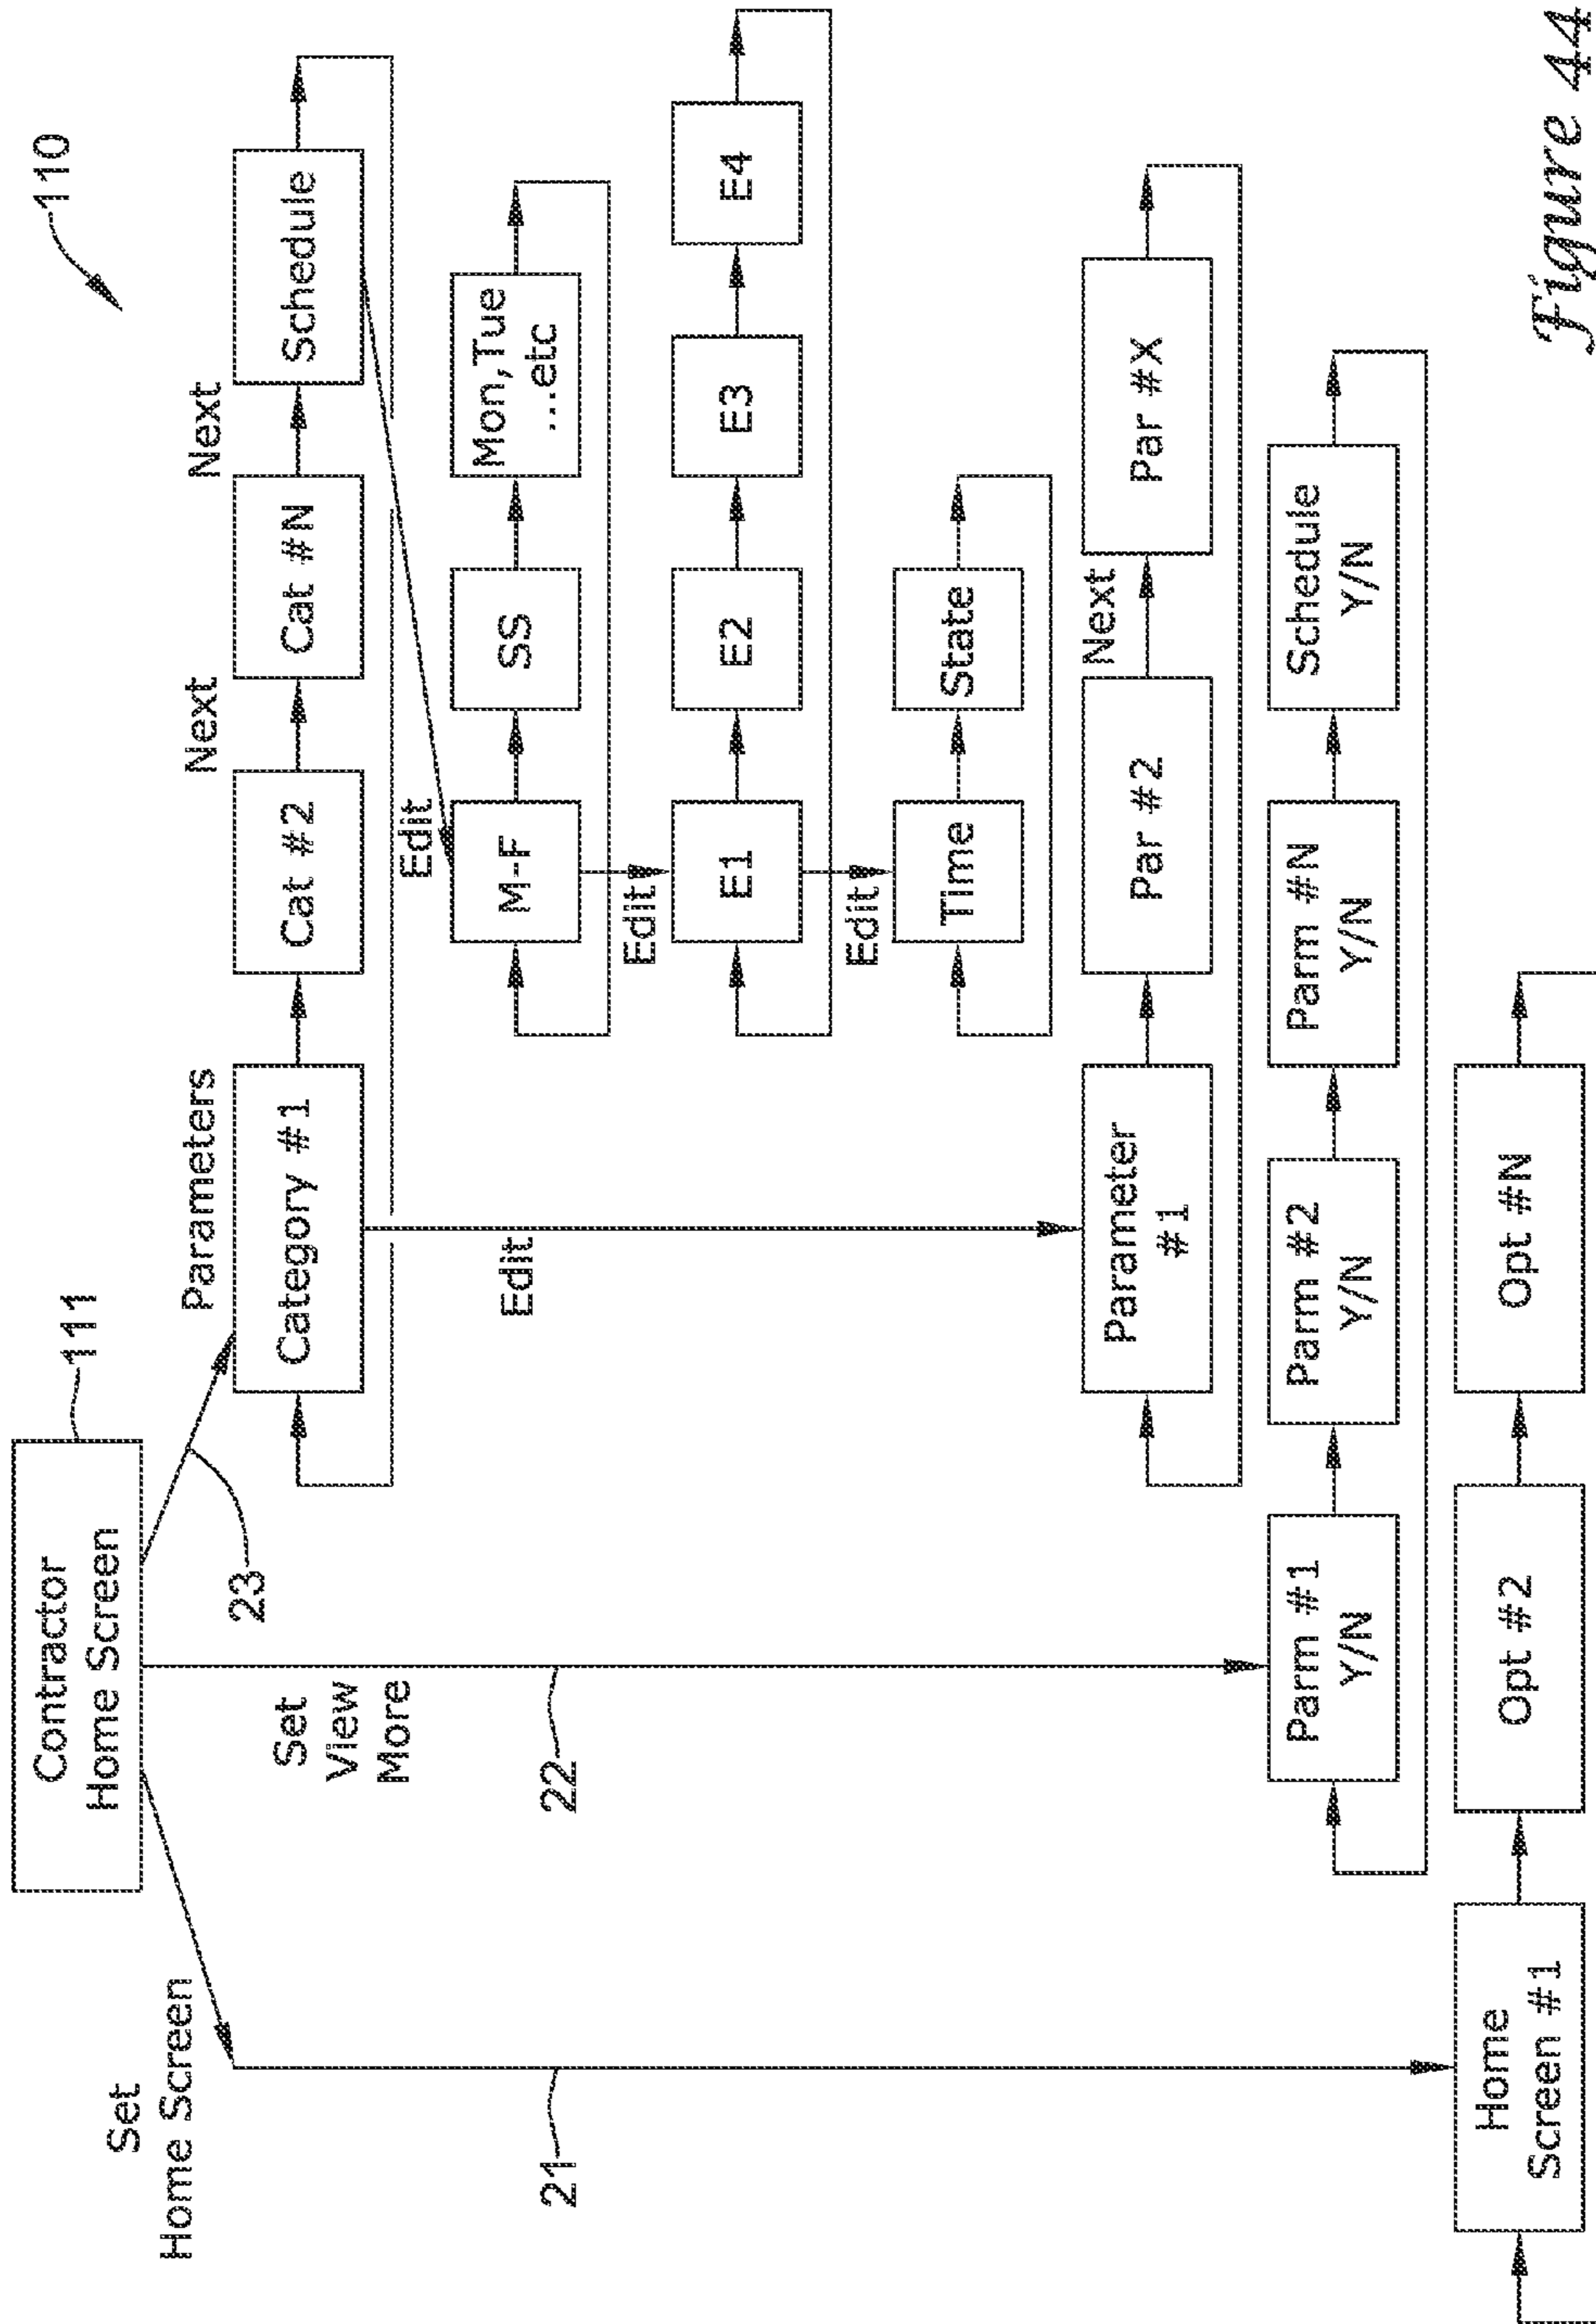 110
Contractor
Home Screen
111
Set
Home Screen
21
Set
View
More
22
23
Parameters
Category #1
Cat #2
Next
Cat #N
Next
Schedule
Edit
M-F
SS
Mon,Tue
...etc
Edit
E1
E2
E3
E4
Edit
Time
State
Edit
Parameter
#1
Par #2
Next
Par #X
Parm #1
Y/N
Parm #2
Y/N
Parm #N
Y/N
Schedule
Y/N
Home
Screen #1
Opt #2
Opt #N
Figure 44